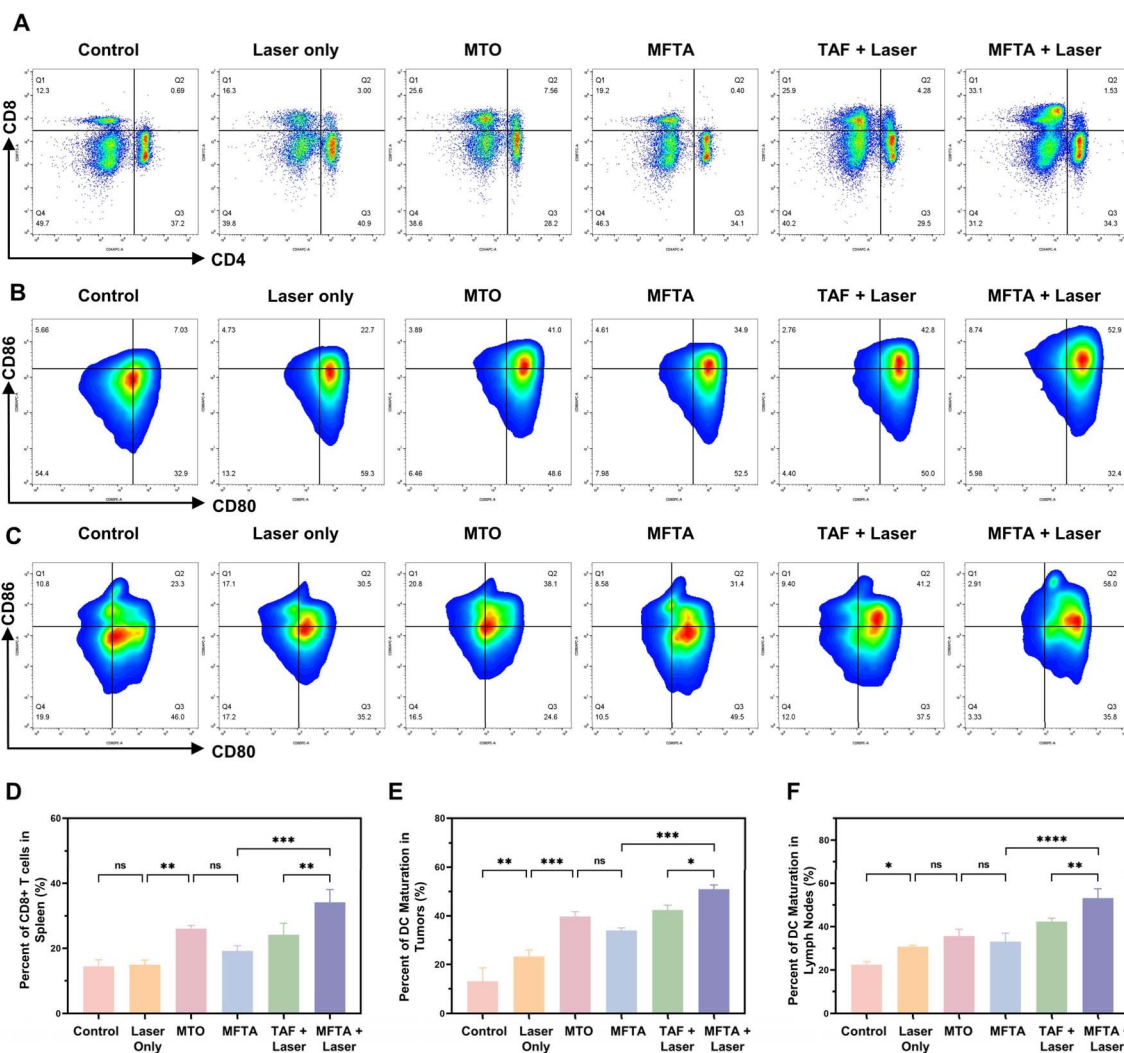 A
Control Laser only MTO MFTA TAF + Laser MFTA + Laser
CD8
Q1 12.3 Q2 0.69 Q1 16.3 Q2 3.00 Q1 25.6 Q2 7.56 Q1 19.2 Q2 0.40 Q1 25.9 Q2 4.28 Q1 33.1 Q2 1.53
Q4 49.7 Q3 37.2 Q4 39.8 Q3 40.9 Q4 38.6 Q3 28.2 Q4 46.3 Q3 34.1 Q4 40.2 Q3 29.5 Q4 31.2 Q3 34.3
CD4
B
Control Laser only MTO MFTA TAF + Laser MFTA + Laser
CD86
5.66 7.03 4.73 22.7 3.89 41.0 4.61 34.9 2.76 42.8 8.74 52.9
54.4 32.9 13.2 59.3 6.46 48.6 7.98 52.5 4.40 50.0 5.98 32.4
CD80
C
Control Laser only MTO MFTA TAF + Laser MFTA + Laser
CD86
Q1 10.8 Q2 23.3 Q1 17.1 Q2 30.5 Q1 20.8 Q2 38.1 Q1 8.58 Q2 31.4 Q1 9.40 Q2 41.2 Q1 2.91 Q2 58.0
Q4 19.9 Q3 46.0 Q4 17.2 Q3 35.2 Q4 16.5 Q3 24.6 Q4 10.5 Q3 49.5 Q4 12.0 Q3 37.5 Q4 3.33 Q3 35.8
CD80
D
Percent of CD8+ T cells in
Spleen (%)
60
40
20
0
ns ** ns *** **
Control Laser Only MTO MFTA TAF + Laser MFTA + Laser
E
Percent of DC Maturation in
Tumors (%)
80
60
40
20
0
** *** ns *** *
Control Laser Only MTO MFTA TAF + Laser MFTA + Laser
F
Percent of DC Maturation in
Lymph Nodes (%)
80
60
40
20
0
* ns ns **** **
Control Laser Only MTO MFTA TAF + Laser MFTA + Laser